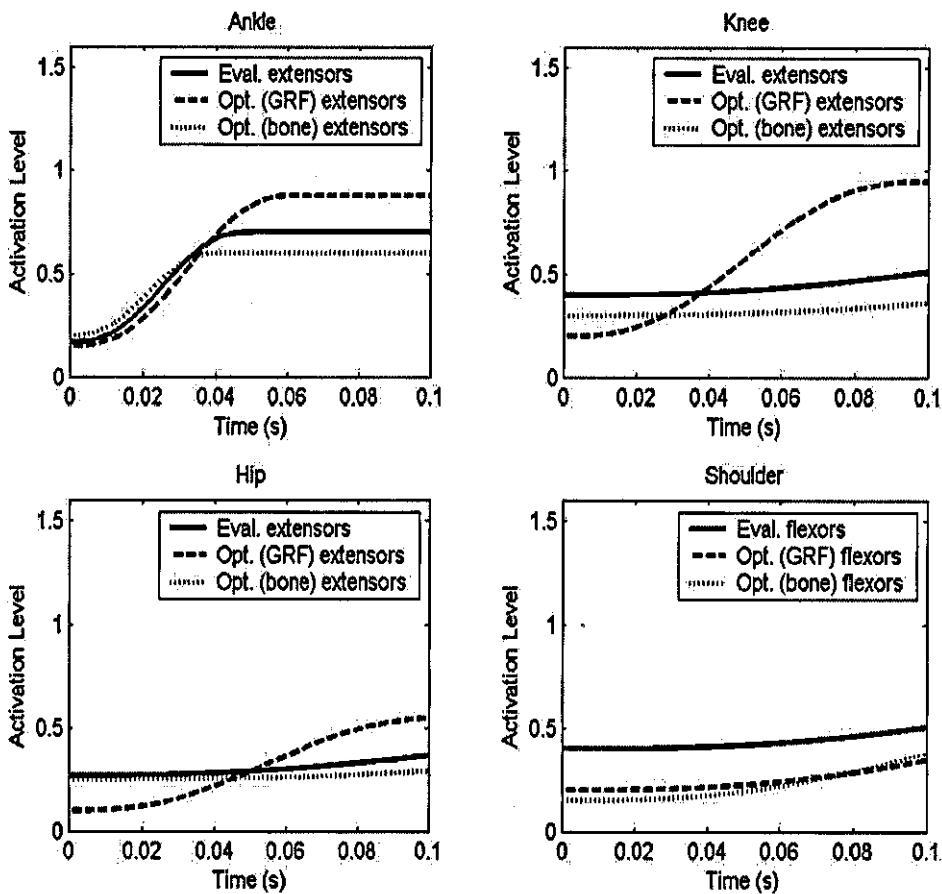 Ankle
1.5
1
0.5
0
Activation Level
Eval. extensors
Opt. (GRF) extensors
Opt. (bone) extensors
0 0.02 0.04 0.06 0.08 0.1
Time (s)
Knee
1.5
1
0.5
0
Activation Level
Eval. extensors
Opt. (GRF) extensors
Opt. (bone) extensors
0 0.02 0.04 0.06 0.08 0.1
Time (s)
Hip
1.5
1
0.5
0
Activation Level
Eval. extensors
Opt. (GRF) extensors
Opt. (bone) extensors
0 0.02 0.04 0.06 0.08 0.1
Time (s)
Shoulder
1.5
1
0.5
0
Activation Level
Eval. flexors
Opt. (GRF) flexors
Opt. (bone) flexors
0 0.02 0.04 0.06 0.08 0.1
Time (s)